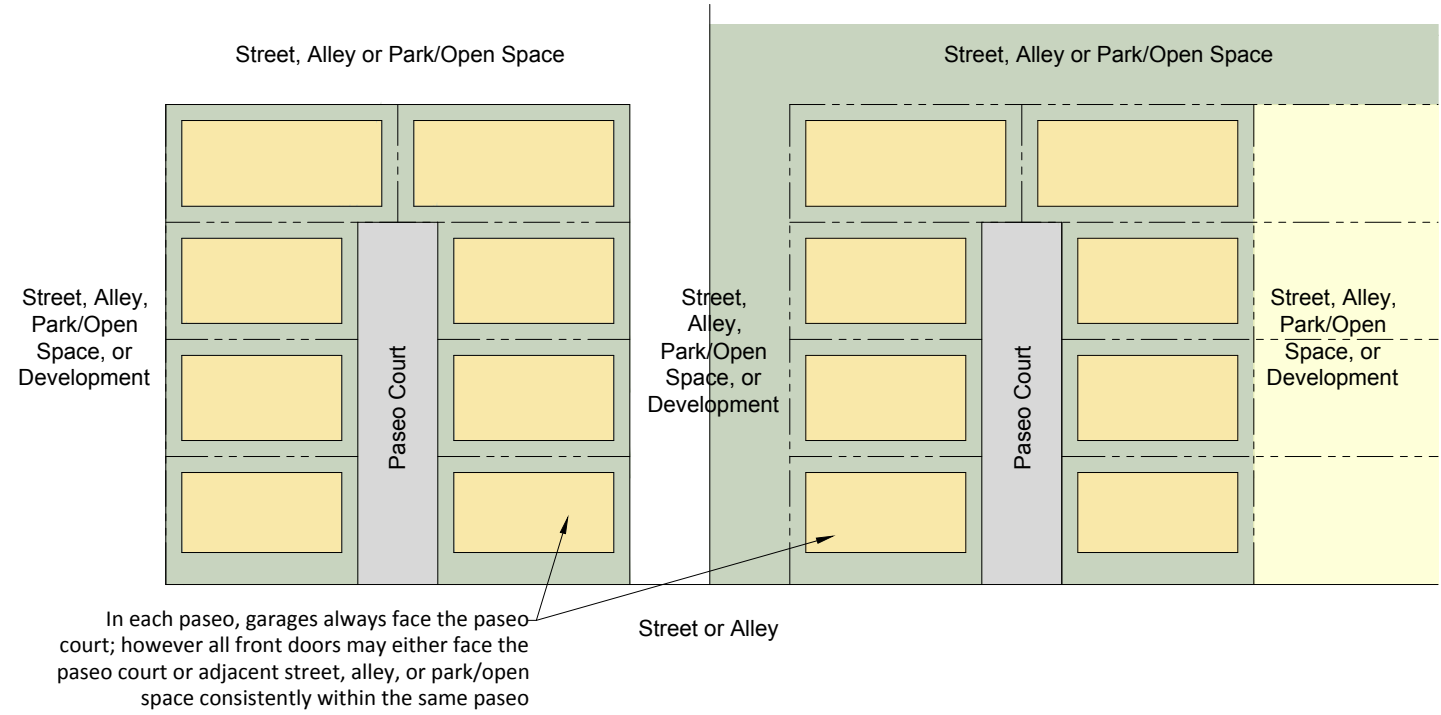 Street, Alley or Park/Open Space
Street, Alley or Park/Open Space
Street, Alley,
Park/Open
Space, or
Development
Paseo Court
Street,
Alley,
Park/Open
Space, or
Development
Paseo Court
Street, Alley,
Park/Open
Space, or
Development
In each paseo, garages always face the paseo
court; however all front doors may either face the
paseo court or adjacent street, alley, or park/open
space consistently within the same paseo
Street or Alley